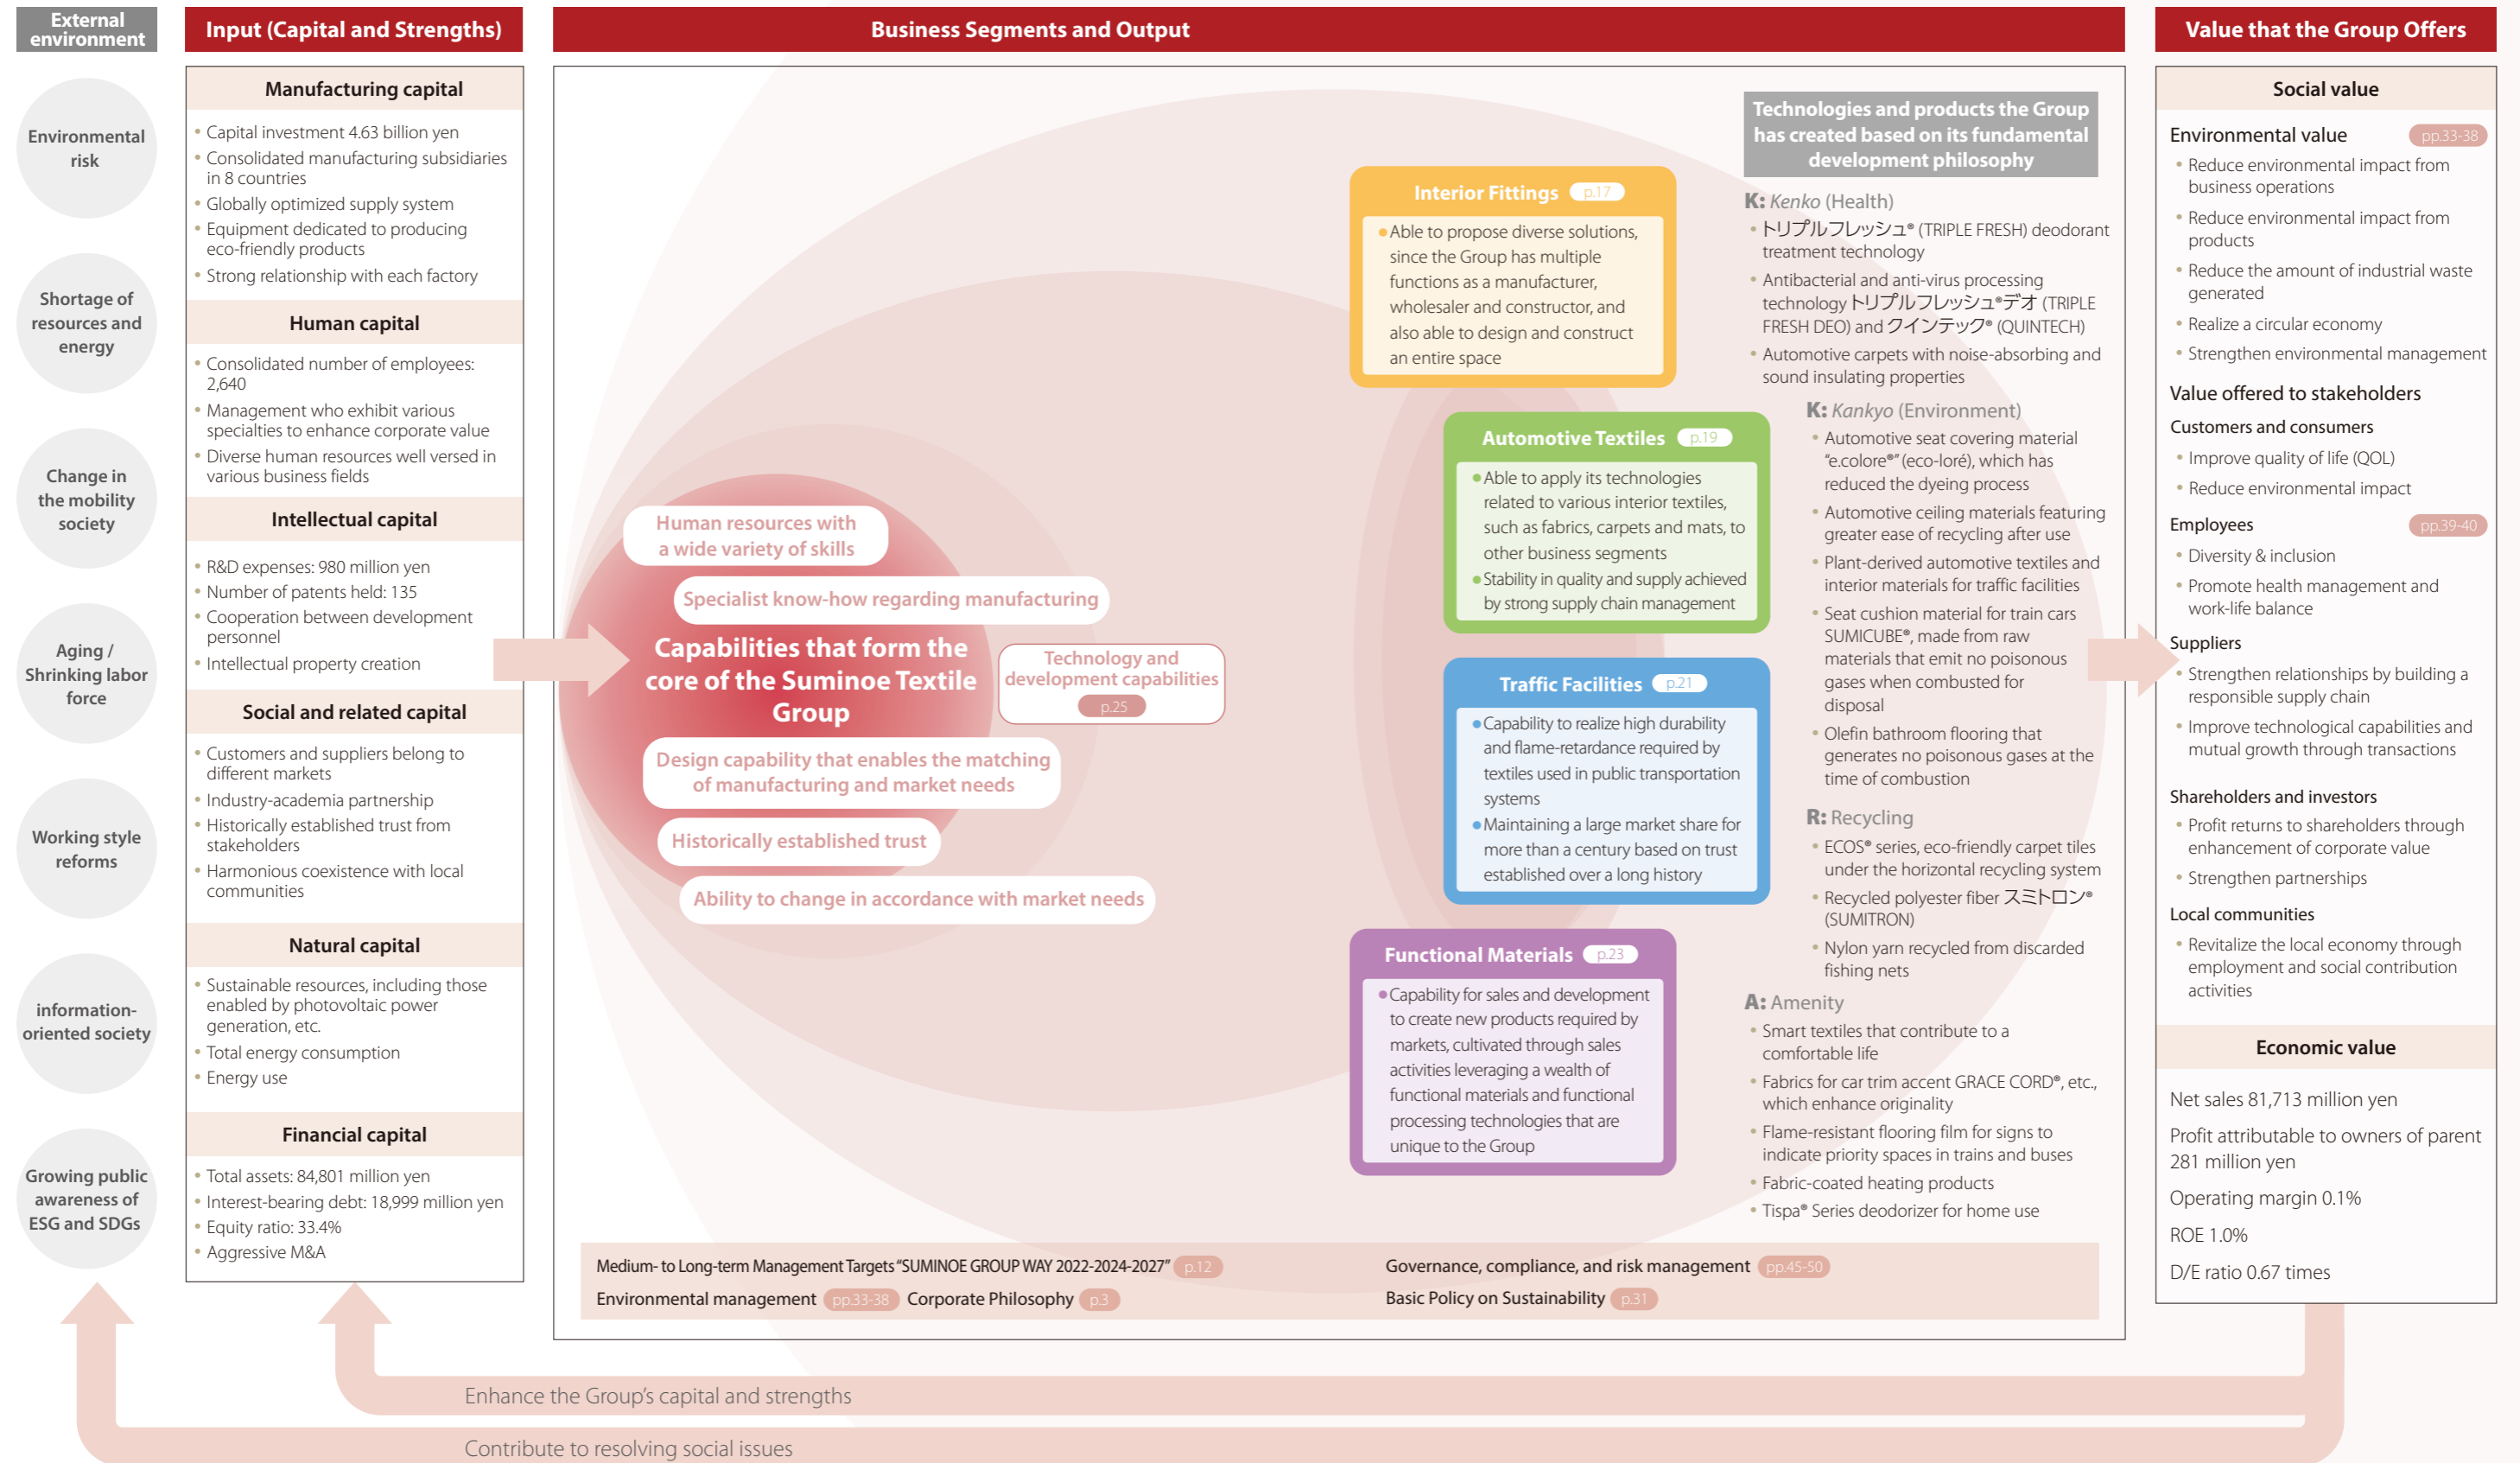 External
environment
Environmental
risk
Shortage of
resources and
energy
Change in
the mobility
society
Aging /
Shrinking labor
force
Working style
reforms
information-
oriented society
Growing public
awareness of
ESG and SDGs
Input (Capital and Strengths)
Manufacturing capital
• Capital investment 4.63 billion yen
• Consolidated manufacturing subsidiaries
in 8 countries
• Globally optimized supply system
• Equipment dedicated to producing
eco-friendly products
• Strong relationship with each factory
Human capital
• Consolidated number of employees:
2,640
• Management who exhibit various
specialties to enhance corporate value
• Diverse human resources well versed in
various business fields
Intellectual capital
• R&D expenses: 980 million yen
• Number of patents held: 135
• Cooperation between development
personnel
• Intellectual property creation
Social and related capital
• Customers and suppliers belong to
different markets
• Industry-academia partnership
• Historically established trust from
stakeholders
• Harmonious coexistence with local
communities
Natural capital
• Sustainable resources, including those
enabled by photovoltaic power
generation, etc.
• Total energy consumption
• Energy use
Financial capital
• Total assets: 84,801 million yen
• Interest-bearing debt: 18,999 million yen
• Equity ratio: 33.4%
• Aggressive M&A
Business Segments and Output
Human resources with
a wide variety of skills
Specialist know-how regarding manufacturing
Capabilities that form the
core of the Suminoe Textile
Group
Technology and
development capabilities
p.25
Design capability that enables the matching
of manufacturing and market needs
Historically established trust
Ability to change in accordance with market needs
Interior Fittings p.17
• Able to propose diverse solutions,
since the Group has multiple
functions as a manufacturer,
wholesaler and constructor, and
also able to design and construct
an entire space
Automotive Textiles p.19
• Able to apply its technologies
related to various interior textiles,
such as fabrics, carpets and mats, to
other business segments
• Stability in quality and supply achieved
by strong supply chain management
Traffic Facilities p.21
• Capability to realize high durability
and flame-retardance required by
textiles used in public transportation
systems
• Maintaining a large market share for
more than a century based on trust
established over a long history
Functional Materials p.23
• Capability for sales and development
to create new products required by
markets, cultivated through sales
activities leveraging a wealth of
functional materials and functional
processing technologies that are
unique to the Group
Technologies and products the Group
has created based on its fundamental
development philosophy
K: Kenko (Health)
• トリプルフレッシュ® (TRIPLE FRESH) deodorant
treatment technology
• Antibacterial and anti-virus processing
technology トリプルフレッシュ®デオ (TRIPLE
FRESH DEO) and クインテック® (QUINTECH)
• Automotive carpets with noise-absorbing and
sound insulating properties
K: Kankyo (Environment)
• Automotive seat covering material
“e.colore®” (eco-loré), which has
reduced the dyeing process
• Automotive ceiling materials featuring
greater ease of recycling after use
• Plant-derived automotive textiles and
interior materials for traffic facilities
• Seat cushion material for train cars
SUMICUBE®, made from raw
materials that emit no poisonous
gases when combusted for
disposal
• Olefin bathroom flooring that
generates no poisonous gases at the
time of combustion
R: Recycling
• ECOS® series, eco-friendly carpet tiles
under the horizontal recycling system
• Recycled polyester fiber スミトロン®
(SUMITRON)
• Nylon yarn recycled from discarded
fishing nets
A: Amenity
• Smart textiles that contribute to a
comfortable life
• Fabrics for car trim accent GRACE CORD®, etc.,
which enhance originality
• Flame-resistant flooring film for signs to
indicate priority spaces in trains and buses
• Fabric-coated heating products
• Tispa® Series deodorizer for home use
Medium- to Long-term Management Targets “SUMINOE GROUP WAY 2022-2024-2027” p.12
Environmental management pp.33-38 Corporate Philosophy p.3
Governance, compliance, and risk management pp.45-50
Basic Policy on Sustainability p.31
Value that the Group Offers
Social value
Environmental value pp.33-38
• Reduce environmental impact from
business operations
• Reduce environmental impact from
products
• Reduce the amount of industrial waste
generated
• Realize a circular economy
• Strengthen environmental management
Value offered to stakeholders
Customers and consumers
• Improve quality of life (QOL)
• Reduce environmental impact
Employees pp.39-40
• Diversity & inclusion
• Promote health management and
work-life balance
Suppliers
• Strengthen relationships by building a
responsible supply chain
• Improve technological capabilities and
mutual growth through transactions
Shareholders and investors
• Profit returns to shareholders through
enhancement of corporate value
• Strengthen partnerships
Local communities
• Revitalize the local economy through
employment and social contribution
activities
Economic value
Net sales 81,713 million yen
Profit attributable to owners of parent
281 million yen
Operating margin 0.1%
ROE 1.0%
D/E ratio 0.67 times
Enhance the Group’s capital and strengths
Contribute to resolving social issues